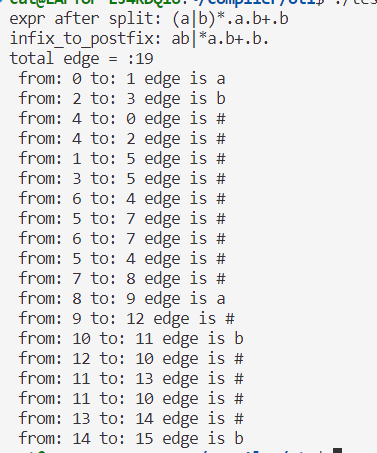 expr after split: (a|b)*.a.b+.b
infix_to_postfix: ab|*a.b+.b.
total edge = :19
from: 0 to: 1 edge is a
from: 2 to: 3 edge is b
from: 4 to: 0 edge is #
from: 4 to: 2 edge is #
from: 1 to: 5 edge is #
from: 3 to: 5 edge is #
from: 6 to: 4 edge is #
from: 5 to: 7 edge is #
from: 6 to: 7 edge is #
from: 5 to: 4 edge is #
from: 7 to: 8 edge is #
from: 8 to: 9 edge is a
from: 9 to: 12 edge is #
from: 10 to: 11 edge is b
from: 12 to: 10 edge is #
from: 11 to: 13 edge is #
from: 11 to: 10 edge is #
from: 13 to: 14 edge is #
from: 14 to: 15 edge is b